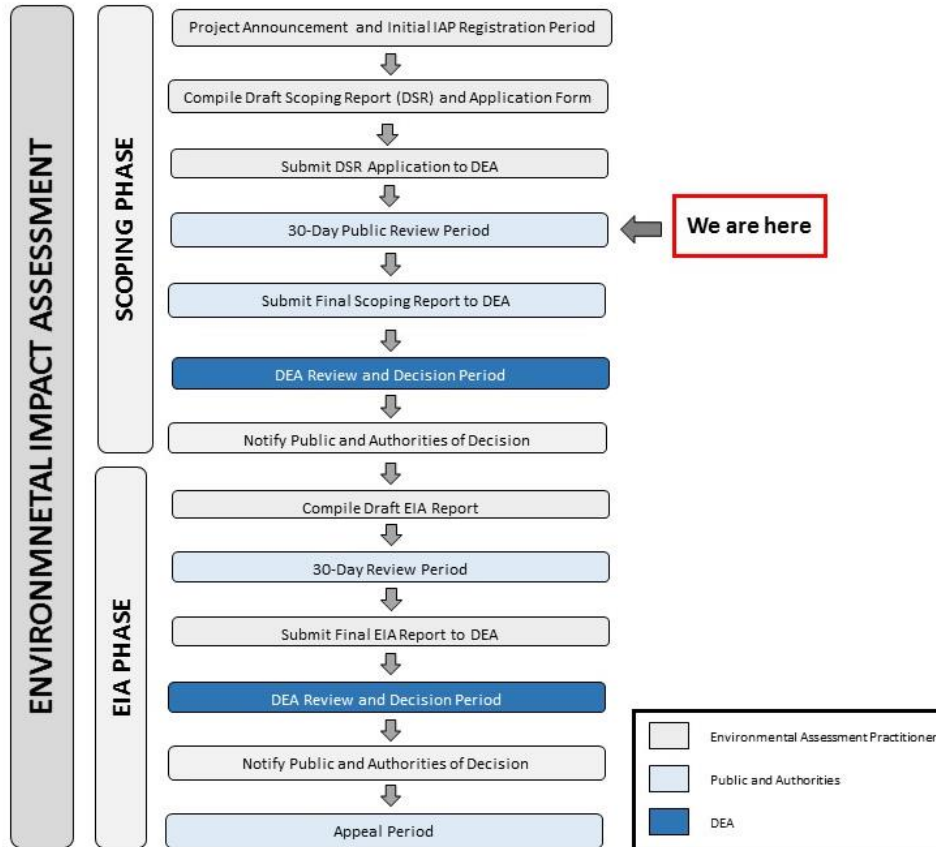 ENVIRONMNETAL IMPACT ASSESSMENT
SCOPING PHASE
Project Announcement and Initial IAP Registration Period
Compile Draft Scoping Report (DSR) and Application Form
Submit DSR Application to DEA
30-Day Public Review Period
We are here
Submit Final Scoping Report to DEA
DEA Review and Decision Period
Notify Public and Authorities of Decision
EIA PHASE
Compile Draft EIA Report
30-Day Review Period
Submit Final EIA Report to DEA
DEA Review and Decision Period
Notify Public and Authorities of Decision
Appeal Period
Environmental Assessment Practitioner
Public and Authorities
DEA